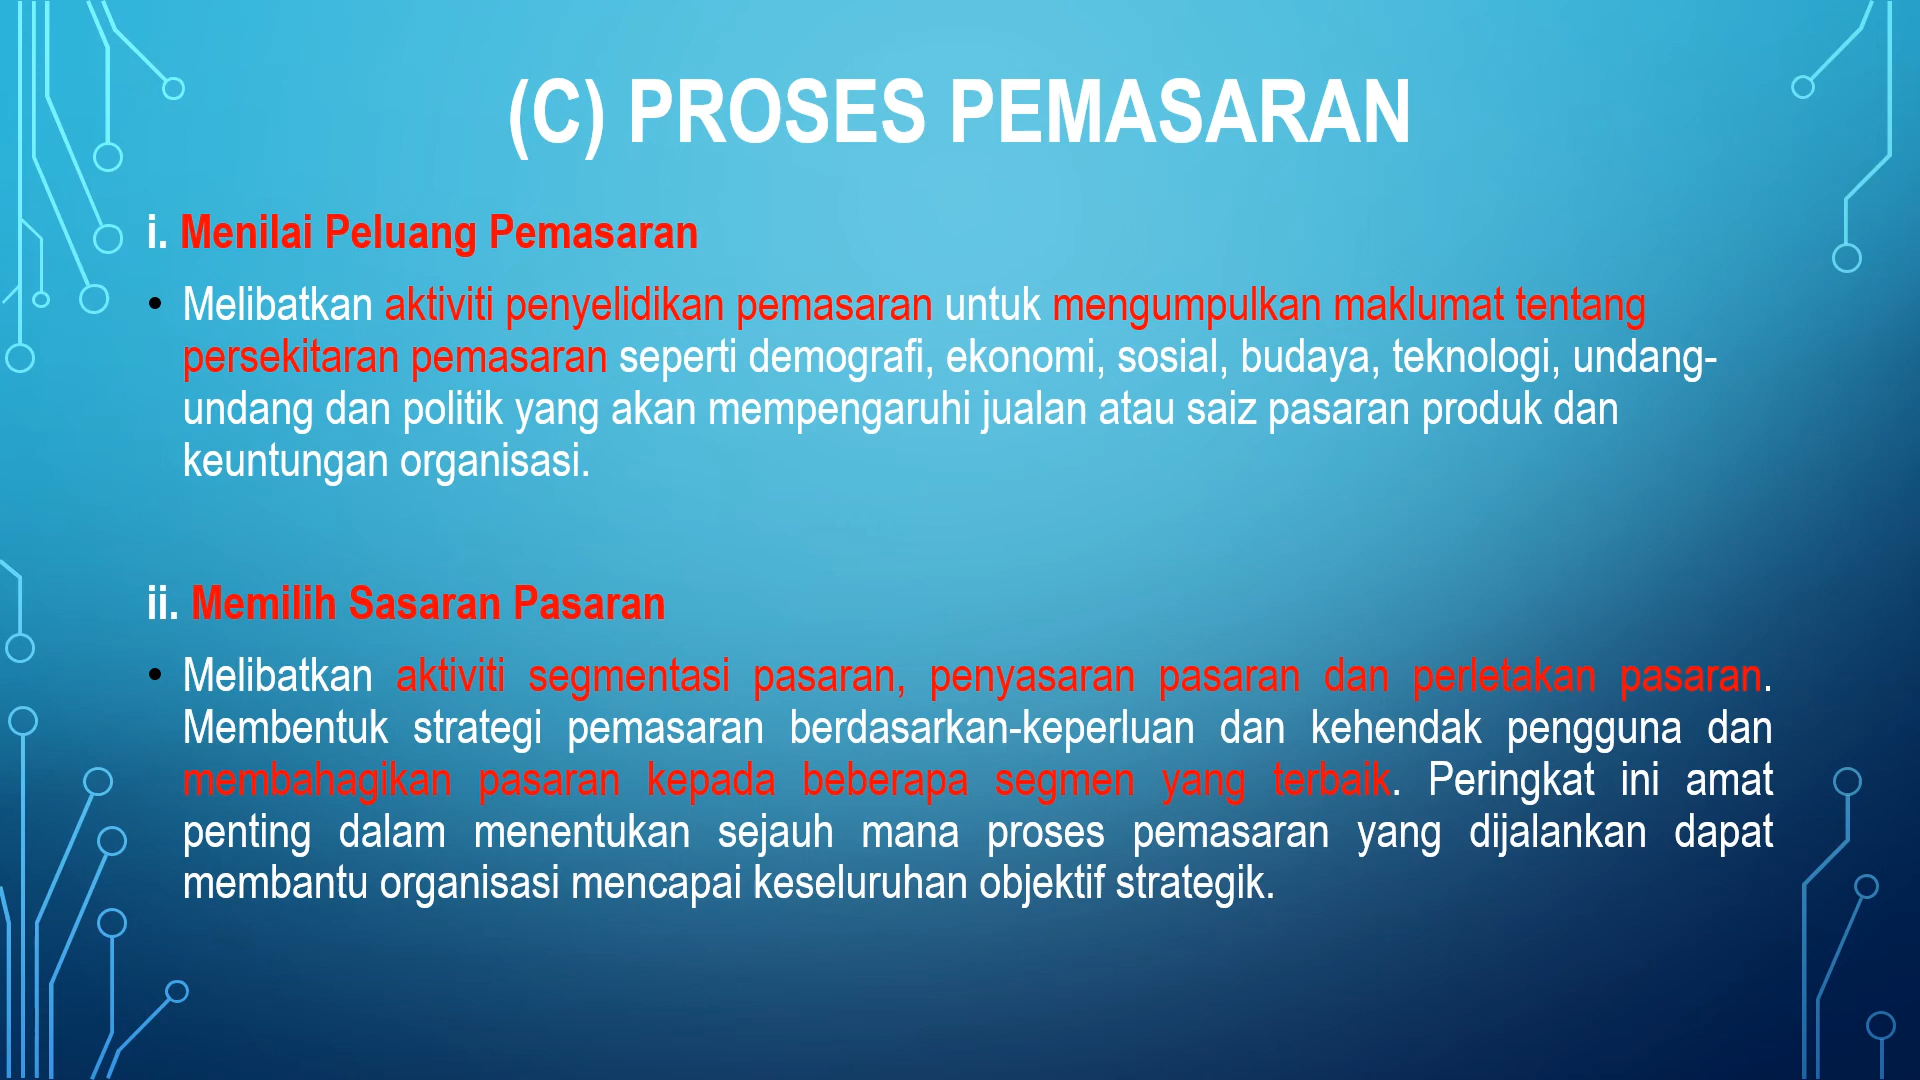 (C) PROSES PEMASARAN
i. Menilai Peluang Pemasaran
• Melibatkan aktiviti penyelidikan pemasaran untuk mengumpulkan maklumat tentang
persekitaran pemasaran seperti demografi, ekonomi, sosial, budaya, teknologi, undang-
undang dan politik yang akan mempengaruhi jualan atau saiz pasaran produk dan
keuntungan organisasi.
ii. Memilih Sasaran Pasaran
• Melibatkan aktiviti segmentasi pasaran, penyasaran pasaran dan perletakan pasaran.
Membentuk strategi pemasaran berdasarkan-keperluan dan kehendak pengguna dan
membahagikan pasaran kepada beberapa segmen yang terbaik. Peringkat ini amat
penting dalam menentukan sejauh mana proses pemasaran yang dijalankan dapat
membantu organisasi mencapai keseluruhan objektif strategik.